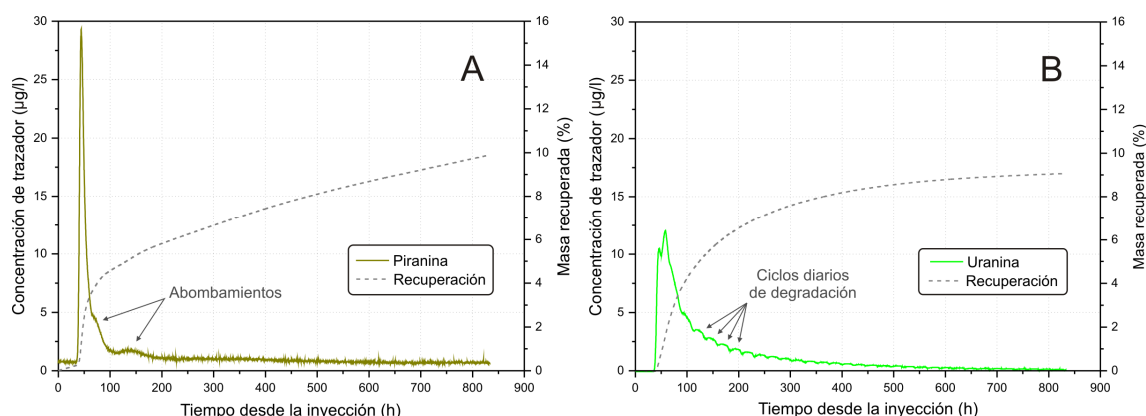 A
Concentración de trazador (µg/l)
30
25
20
15
10
5
0
Masa recuperada (%)
16
14
12
10
8
6
4
2
0
Piranina
Recuperación
Abombamientos
0 100 200 300 400 500 600 700 800 900
Tiempo desde la inyección (h)
B
Concentración de trazador (µg/l)
30
25
20
15
10
5
0
Masa recuperada (%)
16
14
12
10
8
6
4
2
0
Uranina
Recuperación
Ciclos diarios
de degradación
0 100 200 300 400 500 600 700 800 900
Tiempo desde la inyección (h)